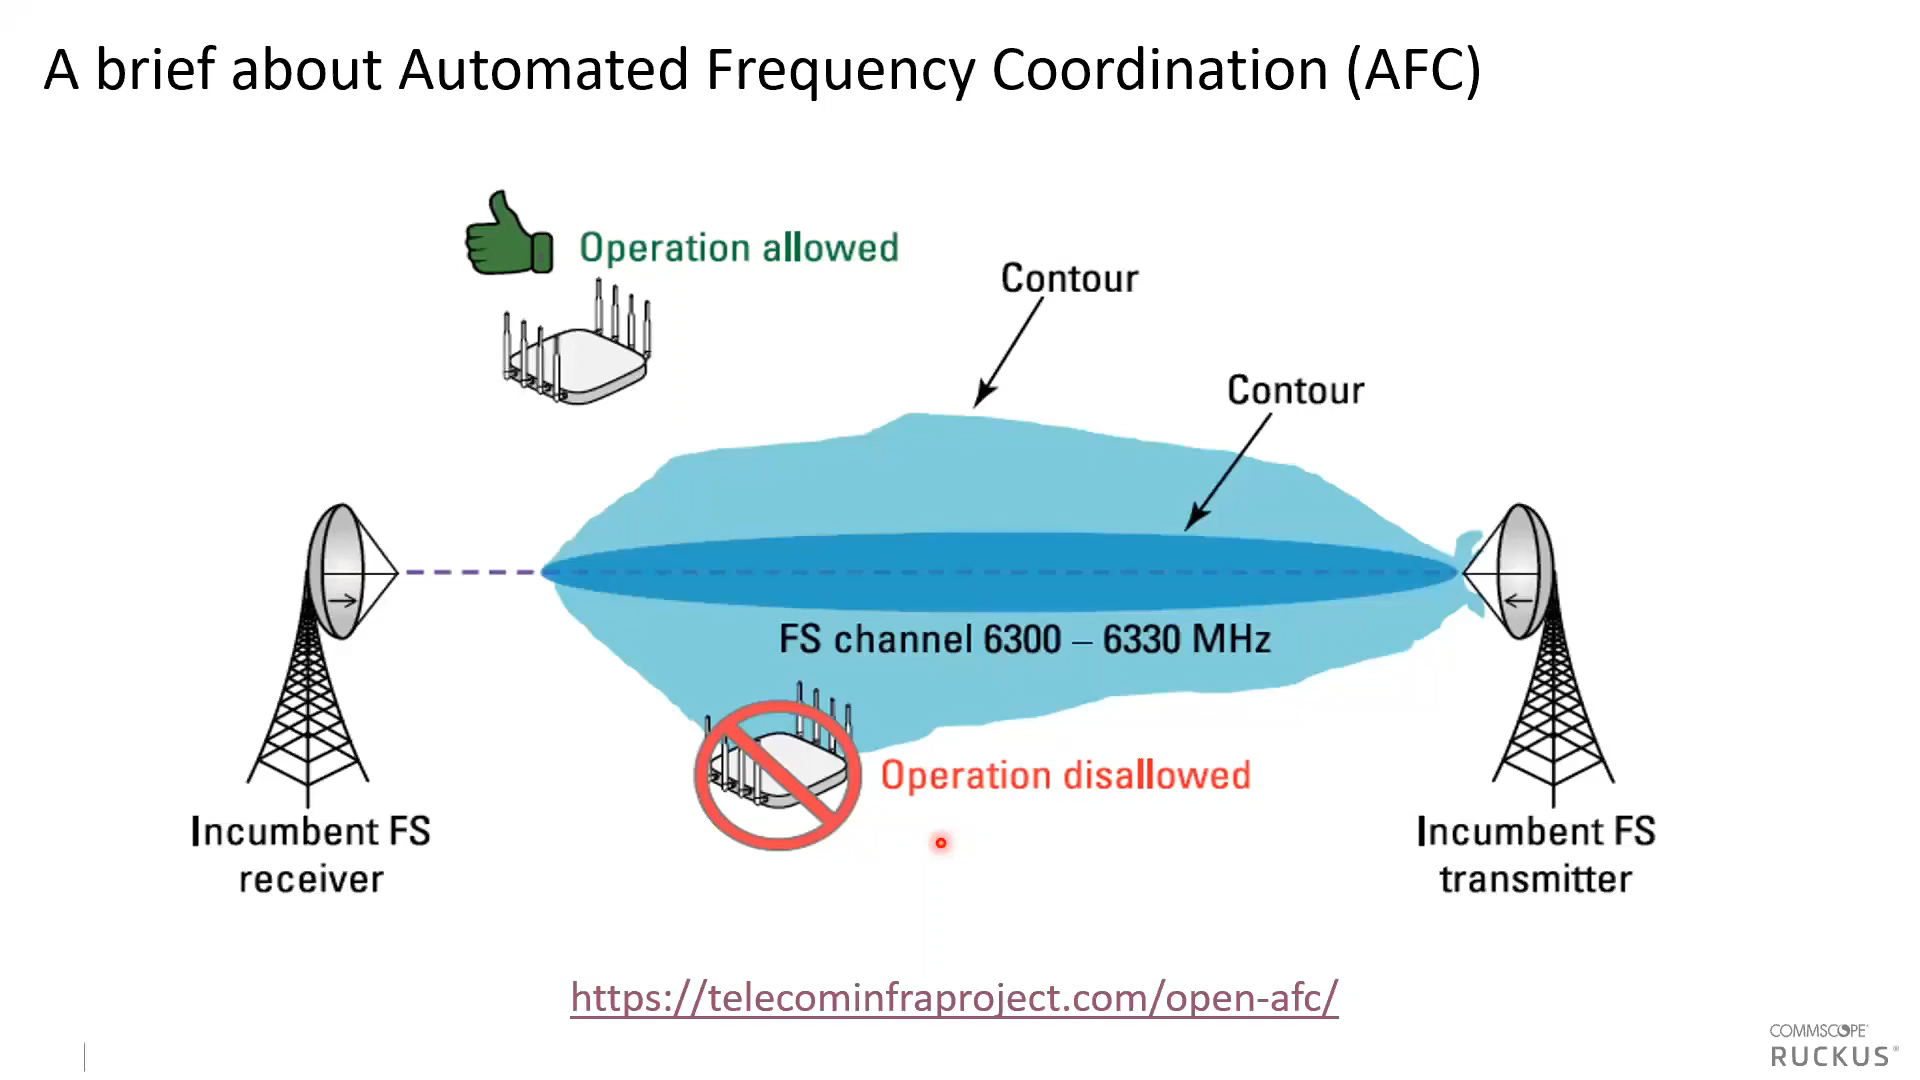 A brief about Automated Frequency Coordination (AFC)
Operation allowed
Contour
Contour
FS channel 6300 – 6330 MHz
Operation disallowed
Incumbent FS
receiver
Incumbent FS
transmitter
https://telecominfraproject.com/open-afc/
COMMSCOPE®
RUCKUS®